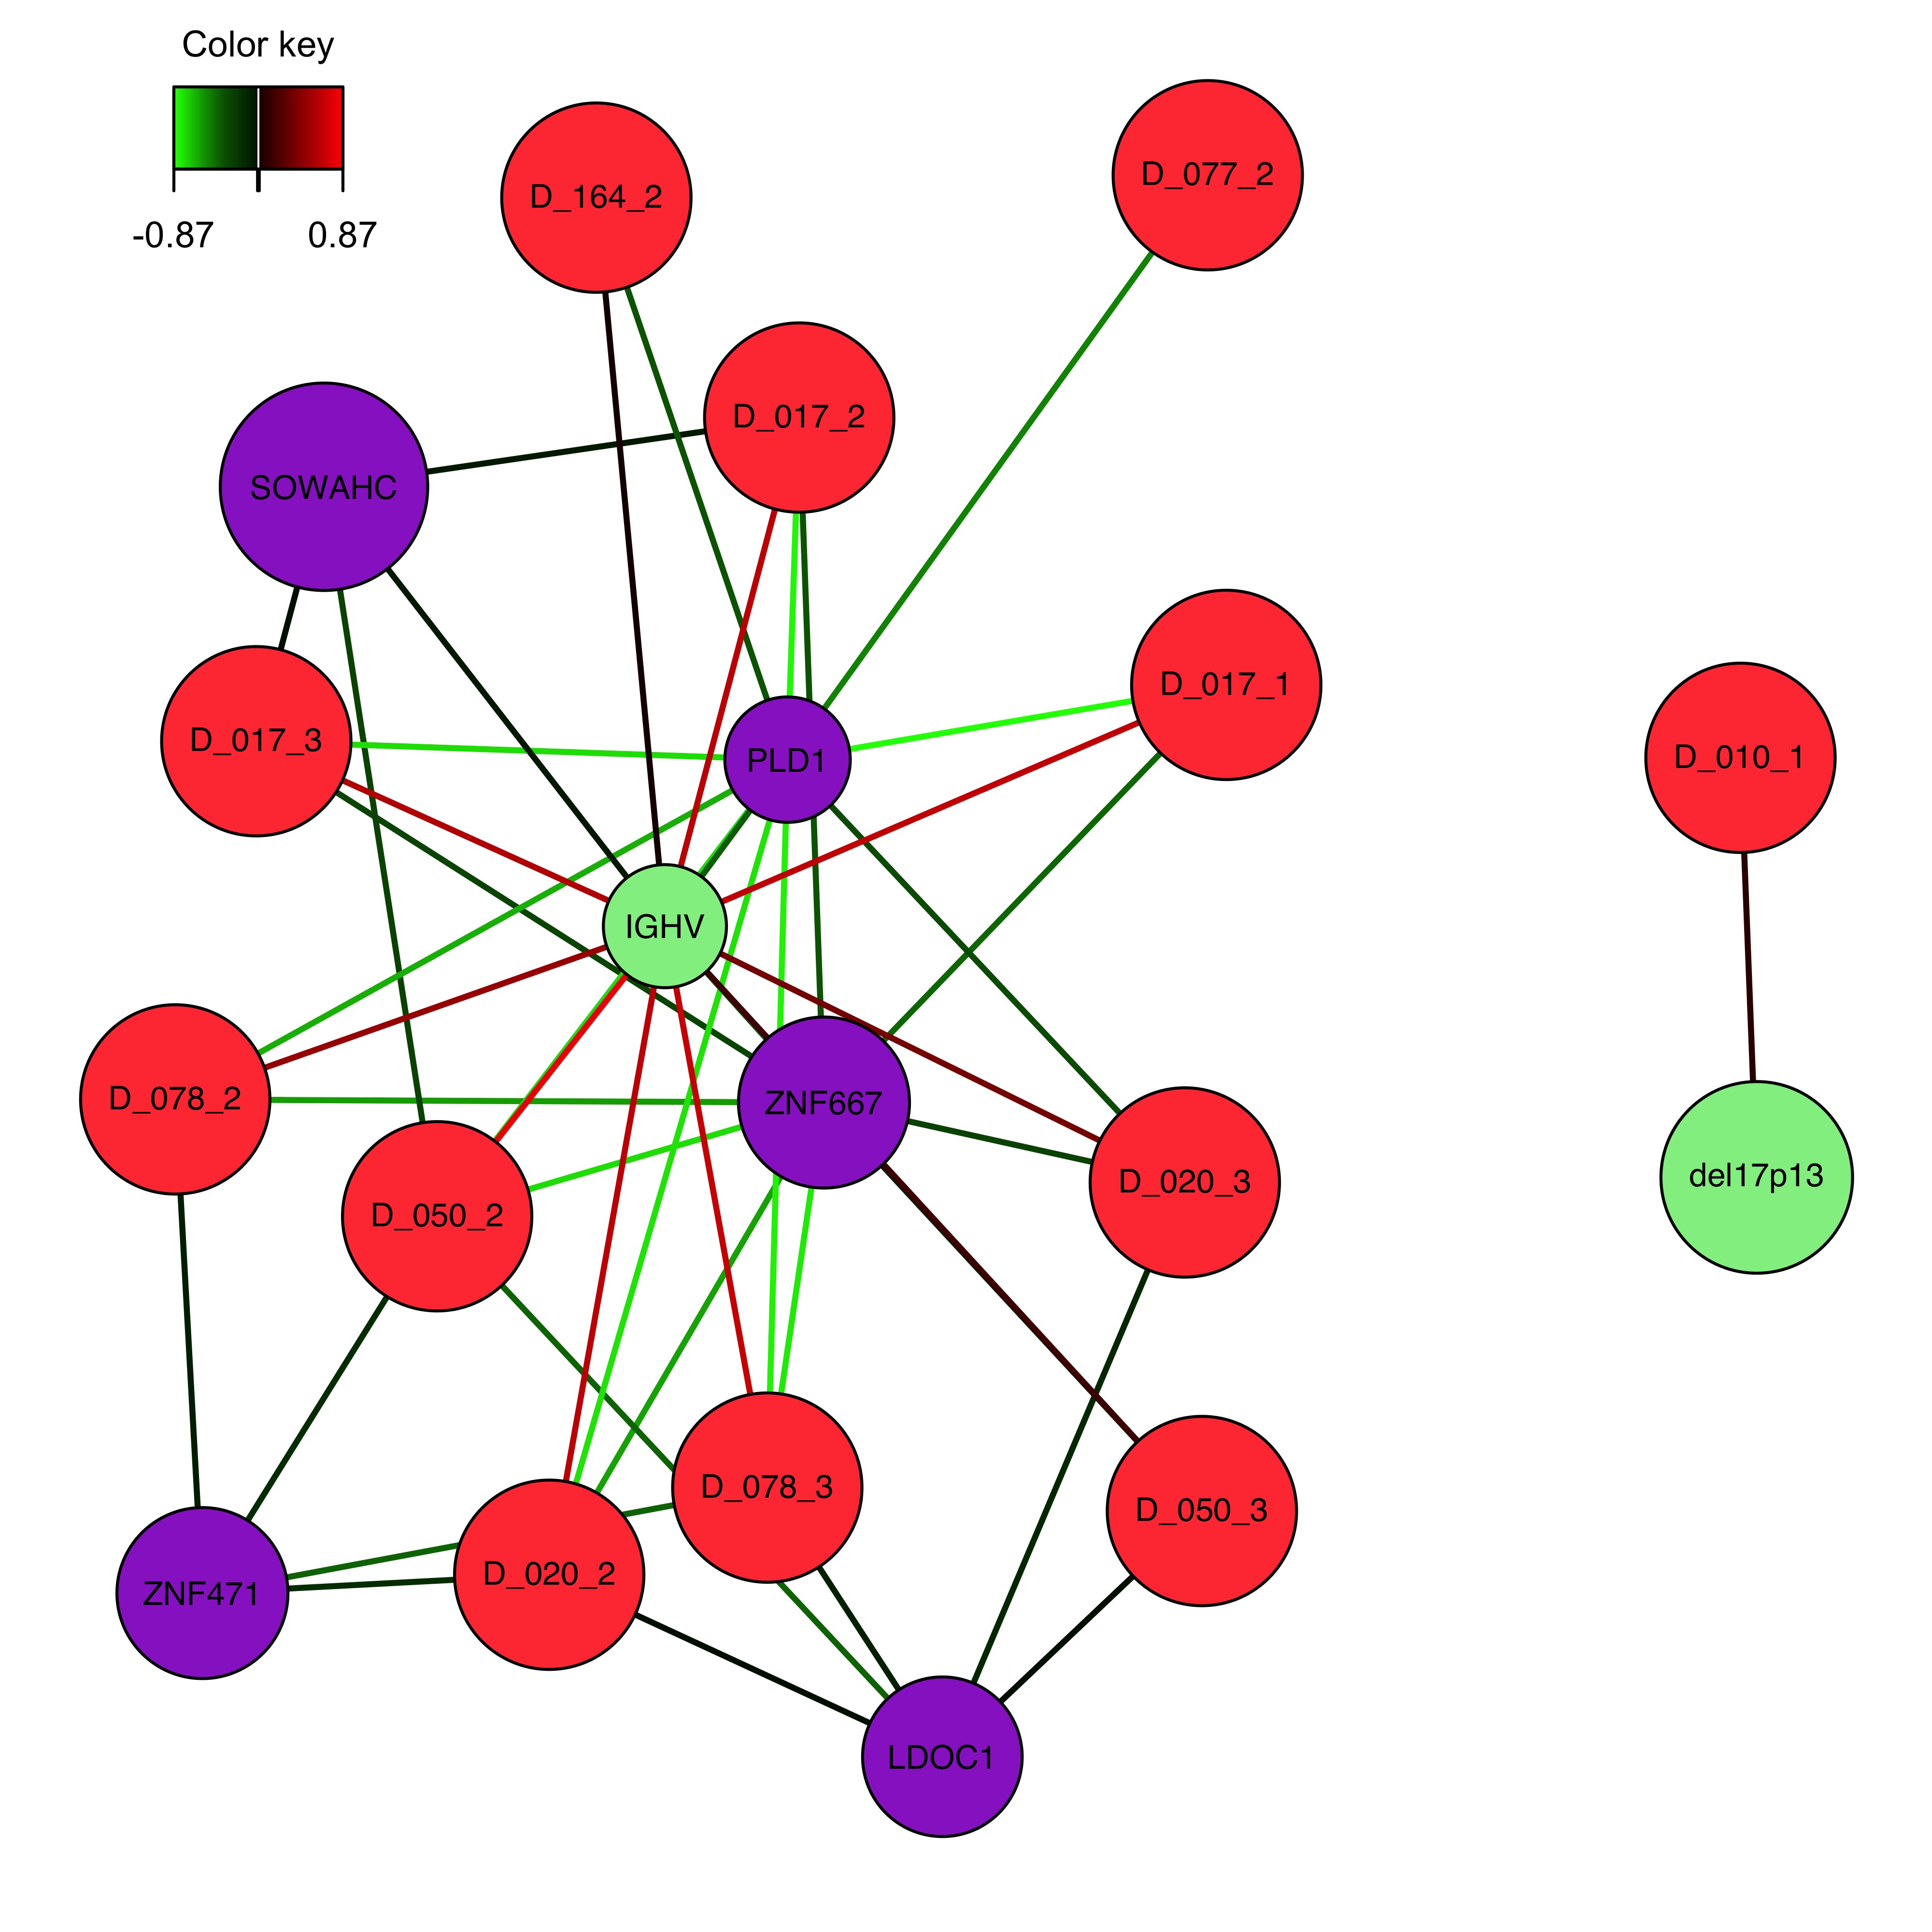 Color key
-0.87 0.87
D_077_2
D_164_2
D_017_2
SOWAHC
D_017_1
D_017_3
PLD1
D_010_1
IGHV
D_078_2
ZNF667
del17p13
D_020_3
D_050_2
D_078_3
D_050_3
D_020_2
ZNF471
LDOC1